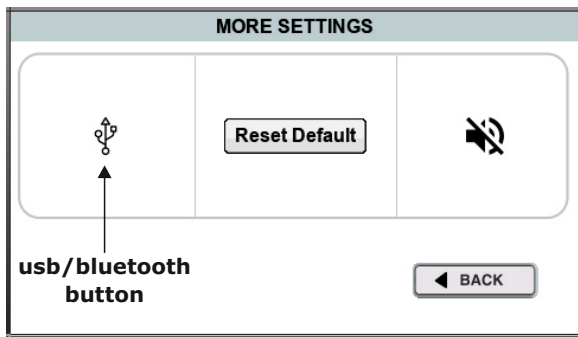 MORE SETTINGS
Reset Default
usb/bluetooth
button
BACK